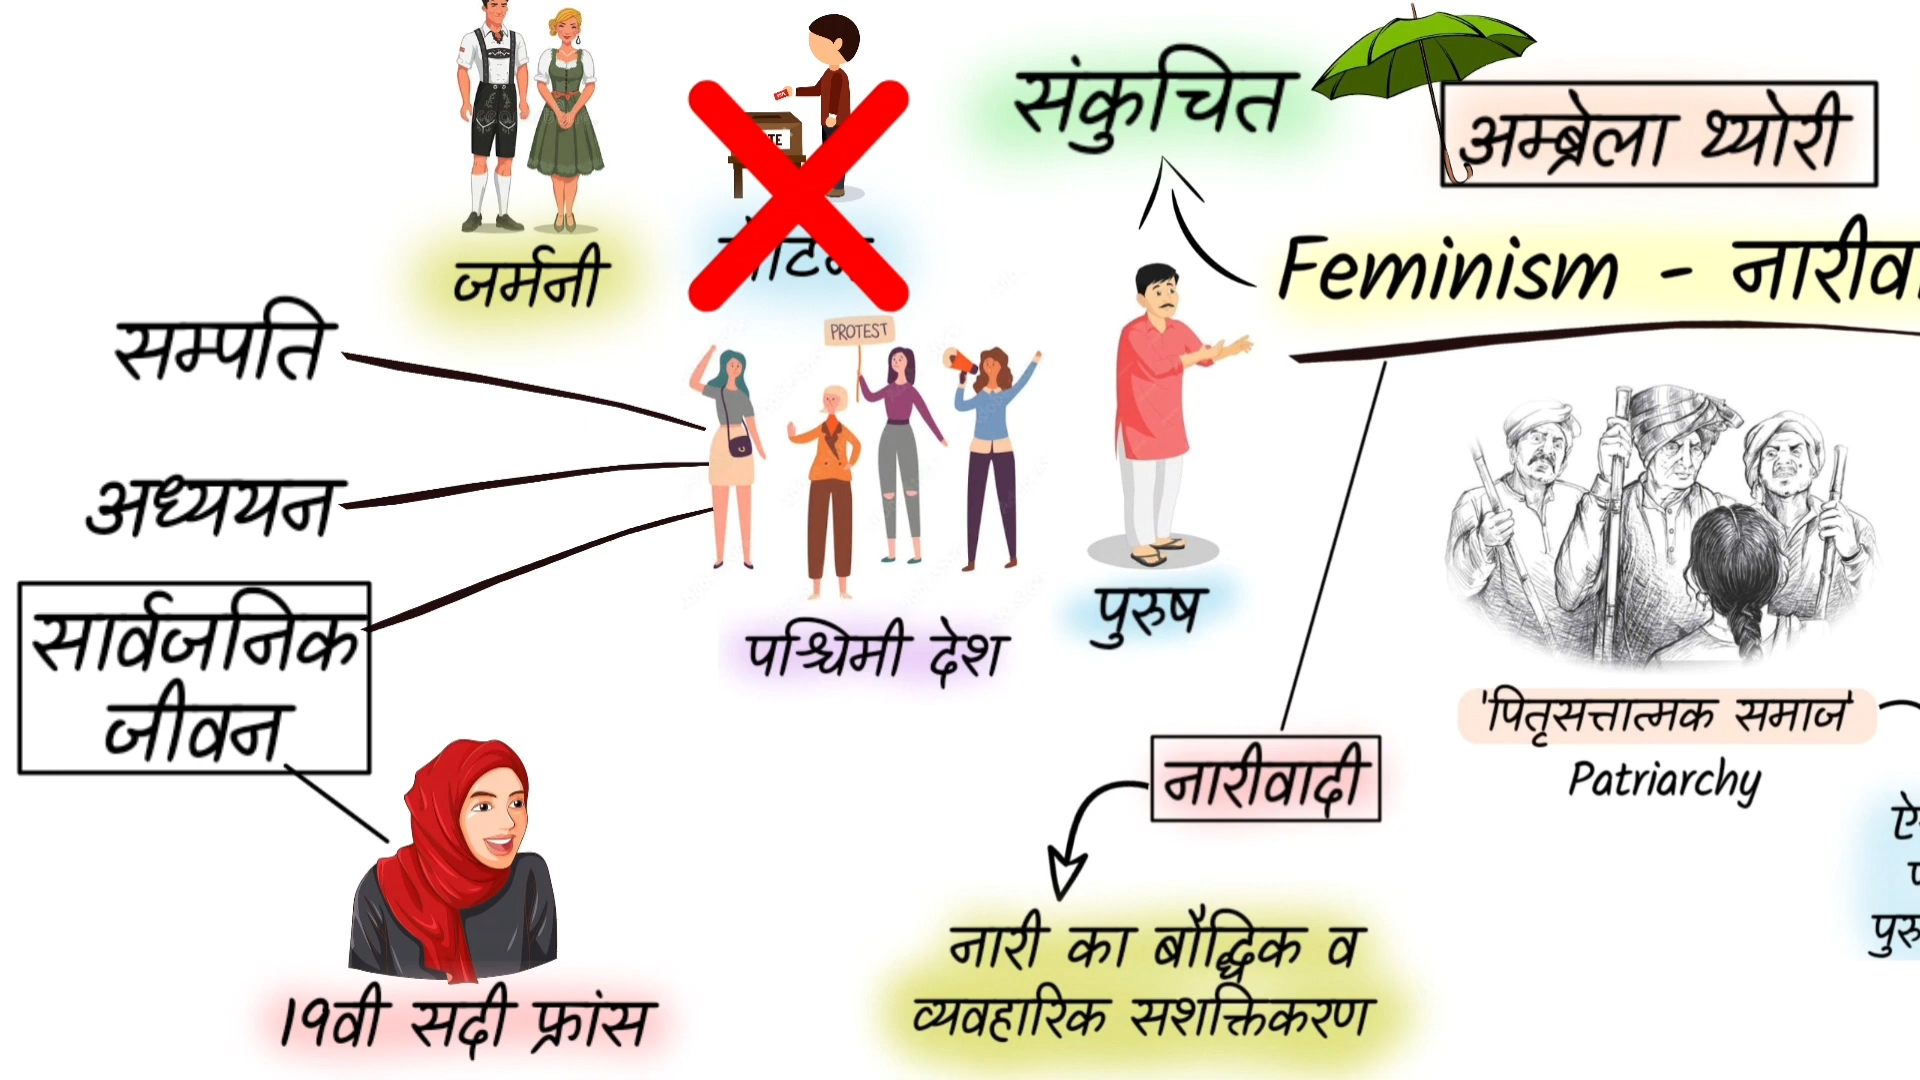 संकुचित
अम्ब्रेला थ्योरी
Feminism - 
जर्मनी
PROTEST
सम्पति
अध्ययन
सार्वजनिक
जीवन
पश्चिमी देश
पुरुष
'पितृसत्तात्मक समाज'
Patriarchy
नारीवादी
नारी का बौद्धिक व
व्यवहारिक सशक्तिकरण
19वी सदी फ्रांस